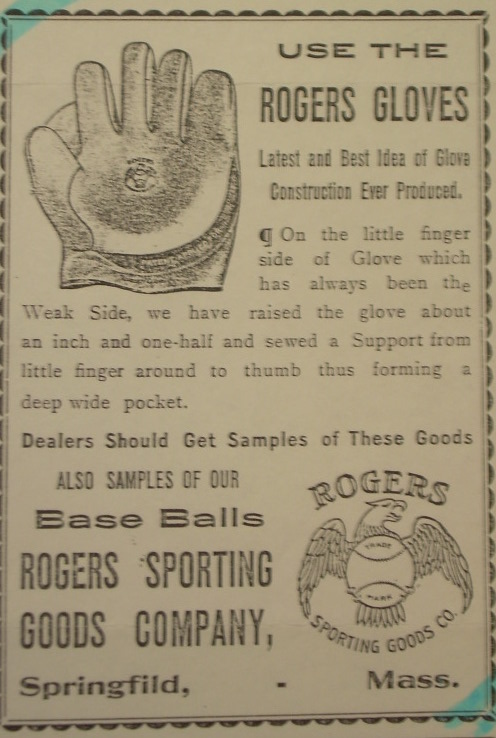 USE THE
ROGERS GLOVES
Latest and Best Idea of Glove
Construction Ever Produced.
¶ On the little finger
side of Glove which
has always been the
Weak Side, we have raised the glove about
an inch and one-half and sewed a Support from
little finger around to thumb thus forming a
deep wide pocket.
Dealers Should Get Samples of These Goods
ALSO SAMPLES OF OUR
Base Balls
ROGERS SPORTING
GOODS COMPANY,
Springfild, - Mass.
ROGERS
TRADE
MARK
SPORTING GOODS CO.